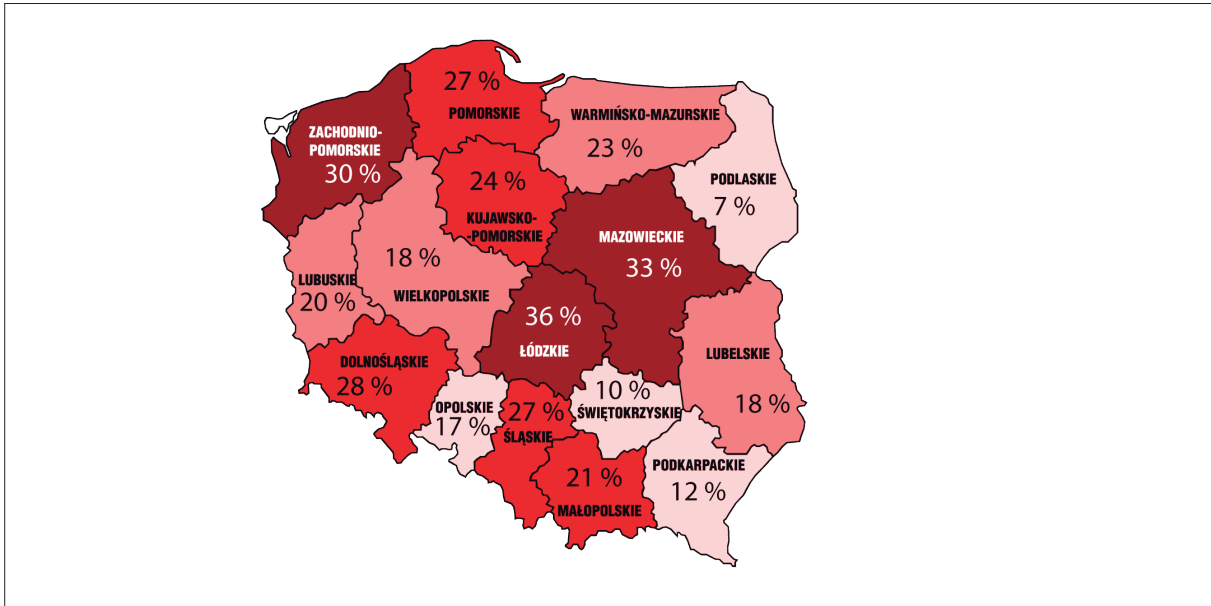 27 %
POMORSKIE
WARMIŃSKO-MAZURSKIE
23 %
ZACHODNIO-
POMORSKIE
30 %
24 %
KUJAWSKO-
-POMORSKIE
PODLASKIE
7 %
MAZOWIECKIE
33 %
18 %
WIELKOPOLSKIE
LUBUSKIE
20 %
36 %
ŁÓDZKIE
LUBELSKIE
18 %
DOLNOŚLĄSKIE
28 %
OPOLSKIE
17 %
27 %
ŚLĄSKIE
10 %
ŚWIĘTOKRZYSKIE
21 %
MAŁOPOLSKIE
PODKARPACKIE
12 %